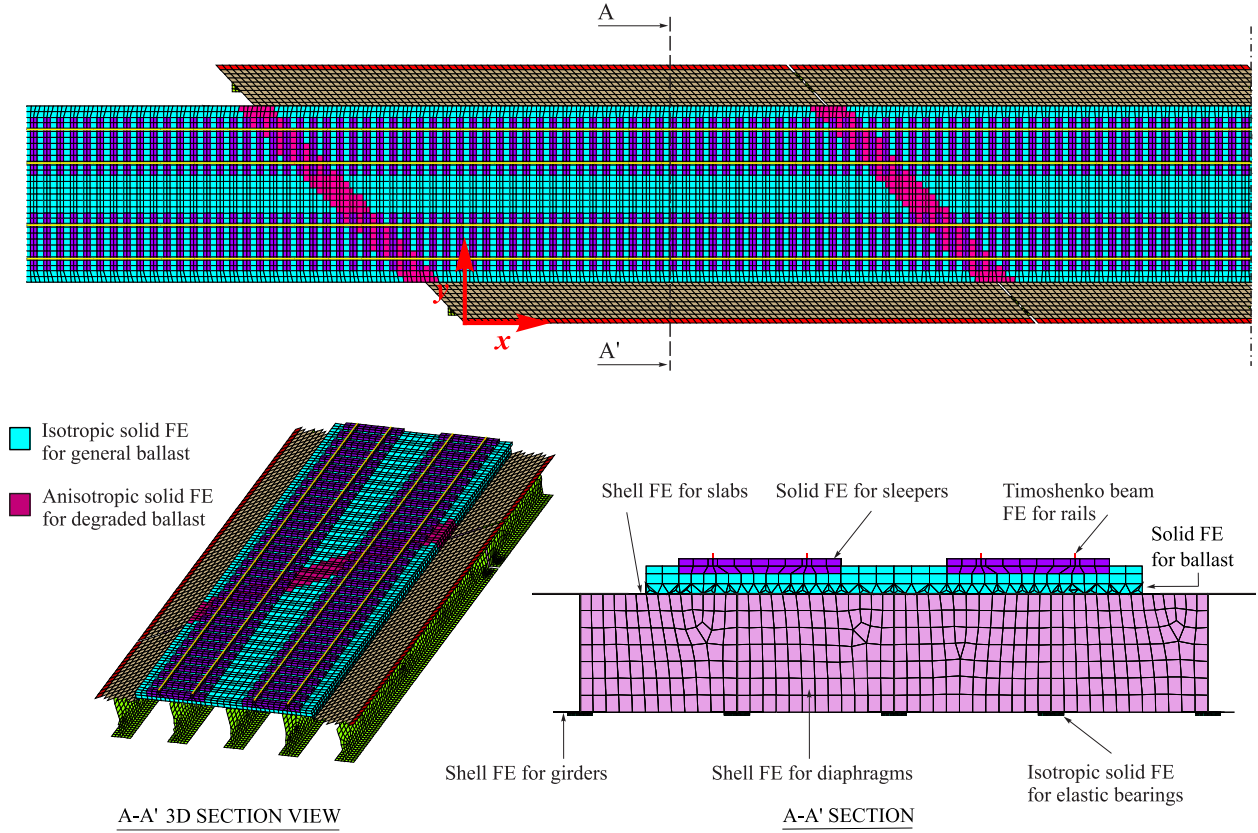 A
y
x
A'
Isotropic solid FE
for general ballast
Anisotropic solid FE
for degraded ballast
Shell FE for slabs
Solid FE for sleepers
Timoshenko beam
FE for rails
Solid FE
for ballast
Shell FE for girders
Shell FE for diaphragms
Isotropic solid FE
for elastic bearings
A-A' 3D SECTION VIEW
A-A' SECTION